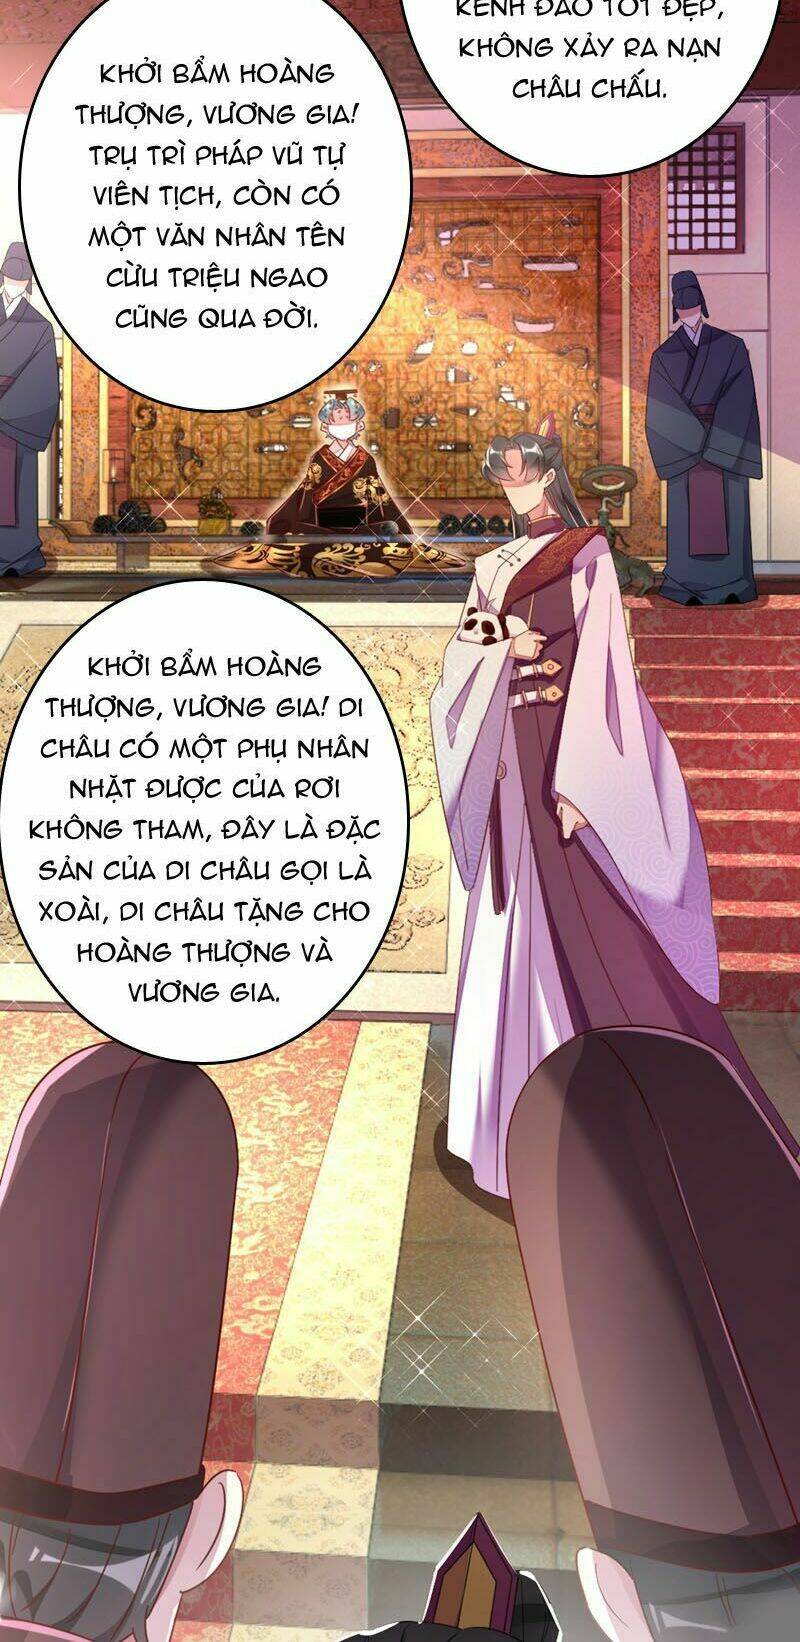 KÊNH ĐÀO TỐT ĐẸP,
KHÔNG XẢY RA NẠN
CHÂU CHẤU.
KHỞI BẨM HOÀNG
THƯỢNG, VƯƠNG GIA!
TRỤ TRÌ PHÁP VŨ TỰ
VIÊN TỊCH, CÒN CÓ
MỘT VĂN NHÂN TÊN
CỪU TRIỆU NGAO
CŨNG QUA ĐỜI.
KHỞI BẨM HOÀNG
THƯỢNG, VƯƠNG GIA! DI
CHÂU CÓ MỘT PHỤ NHÂN
NHẶT ĐƯỢC CỦA RƠI
KHÔNG THAM, ĐÂY LÀ ĐẶC
SẢN CỦA DI CHÂU GỌI LÀ
XOÀI, DI CHÂU TẶNG CHO
HOÀNG THƯỢNG VÀ
VƯƠNG GIA.